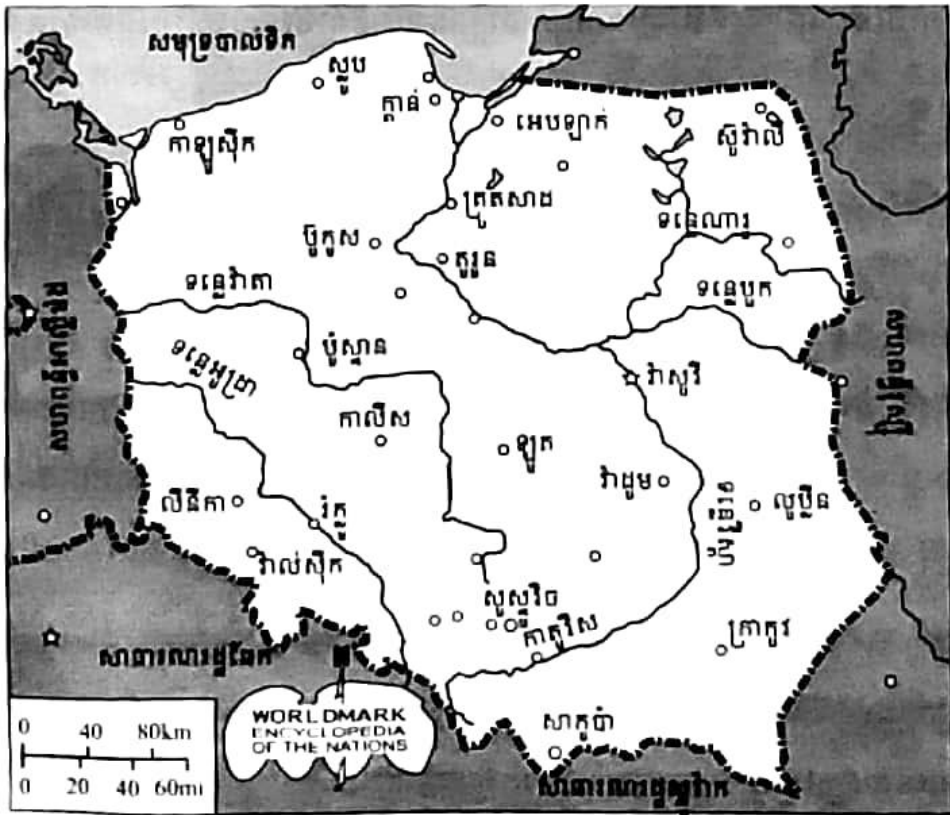 សមុទ្របាល់ទិក
ស្លូប
ក្ដាន់
កាឡូស៊ីក
អេបឡាក់
ស៊ូវ៉ាលី
ត្រូតសាដ
ទន្លេណារូ
ប៊ូកូស
តូរូន
ទន្លេវ៉ាតា
ទន្លេបូក
ទន្លេអូដ្រា
ប៉ូស្នាន
វ៉ាសូវី
កាលីស
ឡូត
វ៉ាដូម
លីនីកា
រ៉ក្លូ
លូប្លីន
វ៉ាល់ស៊ីក
សូស្នូវិច
កាតូវីស
ក្រាកូវ
សាធារណរដ្ឋឆែក
WORLDMARK
ENCYCLOPEDIA
OF THE NATIONS
0 40 80km
0 20 40 60mi
សាកូប៉ា
សាធារណរដ្ឋស្លូវ៉ាក